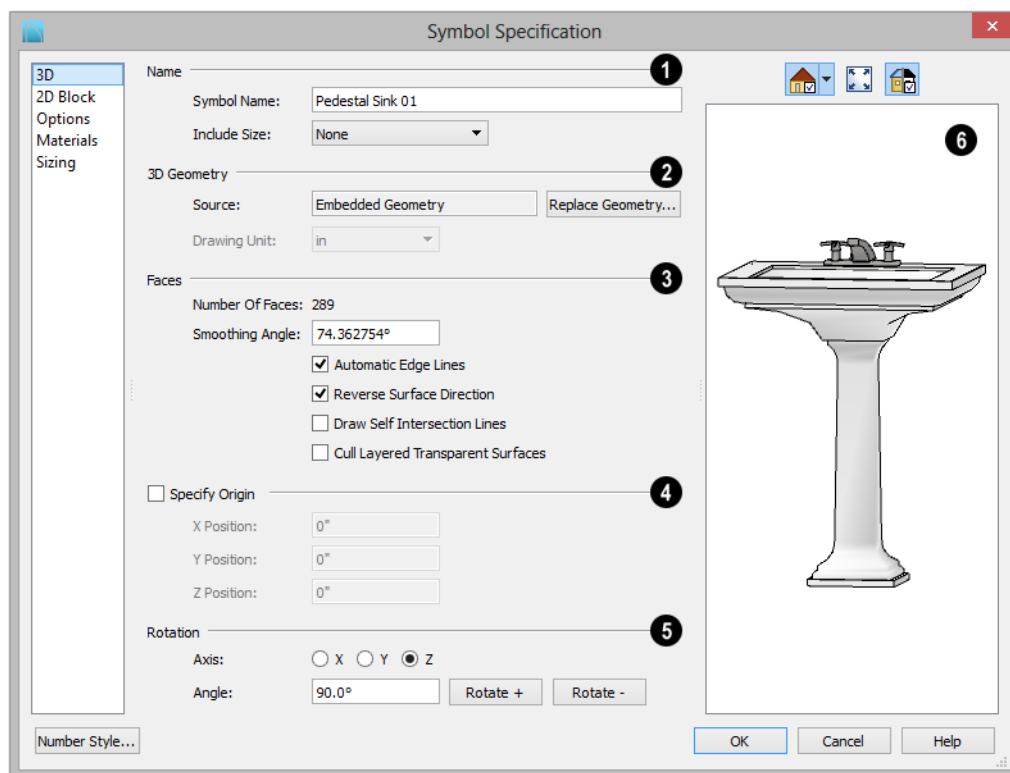 Symbol Specification
3D
2D Block
Options
Materials
Sizing
Name 1
Symbol Name: Pedestal Sink 01
Include Size: None
3D Geometry 2
Source: Embedded Geometry Replace Geometry...
Drawing Unit: in
Faces 3
Number Of Faces: 289
Smoothing Angle: 74.362754°
Automatic Edge Lines
Reverse Surface Direction
Draw Self Intersection Lines
Cull Layered Transparent Surfaces
Specify Origin 4
X Position: 0"
Y Position: 0"
Z Position: 0"
Rotation 5
Axis: X Y Z
Angle: 90.0° Rotate + Rotate -
6
Number Style... OK Cancel Help